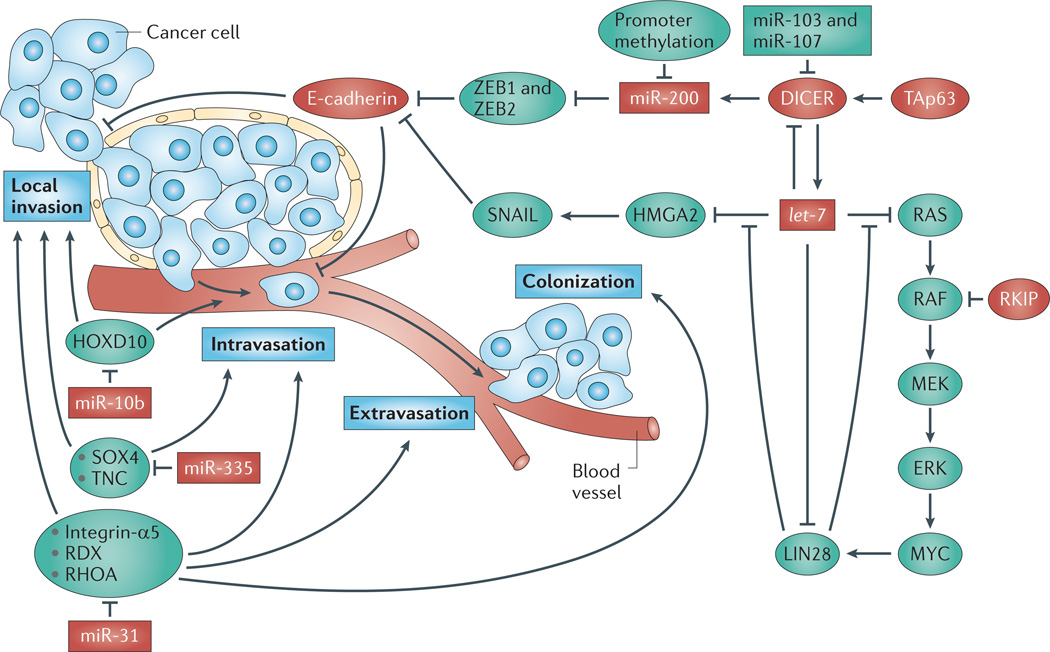 Cancer cell
Promoter
methylation
miR-103 and
miR-107
E-cadherin
ZEB1 and
ZEB2
miR-200
DICER
TAp63
Local
invasion
SNAIL
HMGA2
let-7
RAS
Colonization
RAF
RKIP
HOXD10
Intravasation
miR-10b
MEK
Extravasation
• SOX4
• TNC
miR-335
Blood
vessel
ERK
• Integrin-α5
• RDX
• RHOA
LIN28
MYC
miR-31